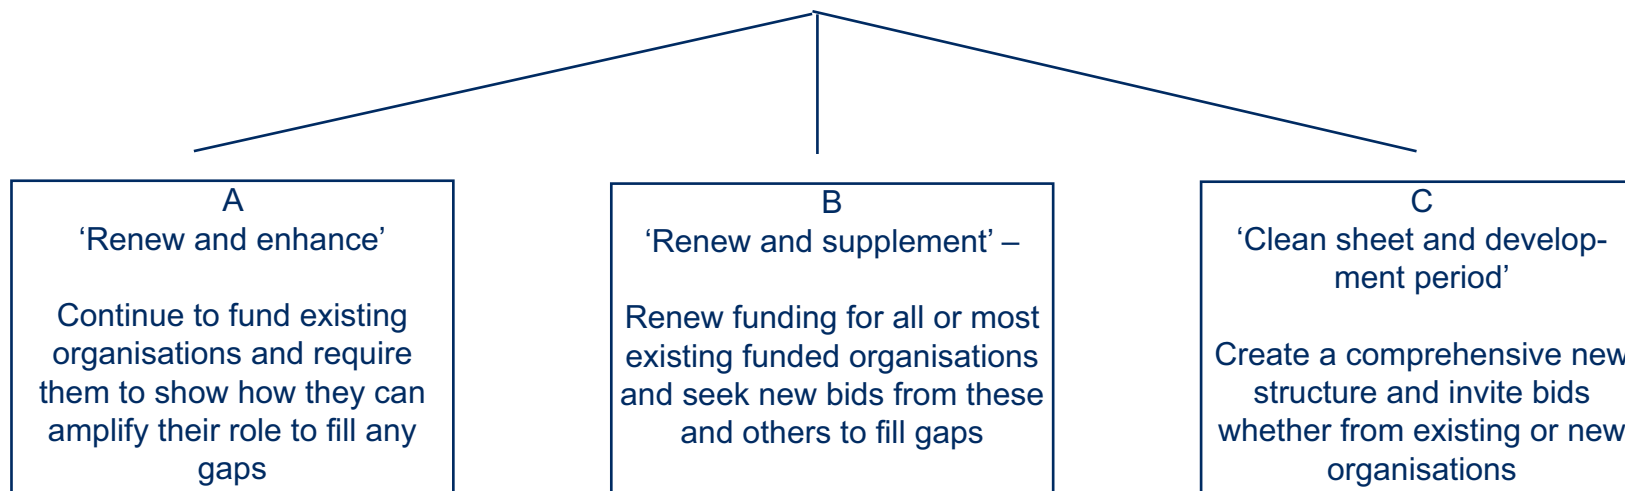 A
‘Renew and enhance’
Continue to fund existing
organisations and require
them to show how they can
amplify their role to fill any
gaps
B
‘Renew and supplement’ –
Renew funding for all or most
existing funded organisations
and seek new bids from these
and others to fill gaps
C
‘Clean sheet and develop-
ment period’
Create a comprehensive new
structure and invite bids
whether from existing or new
organisations